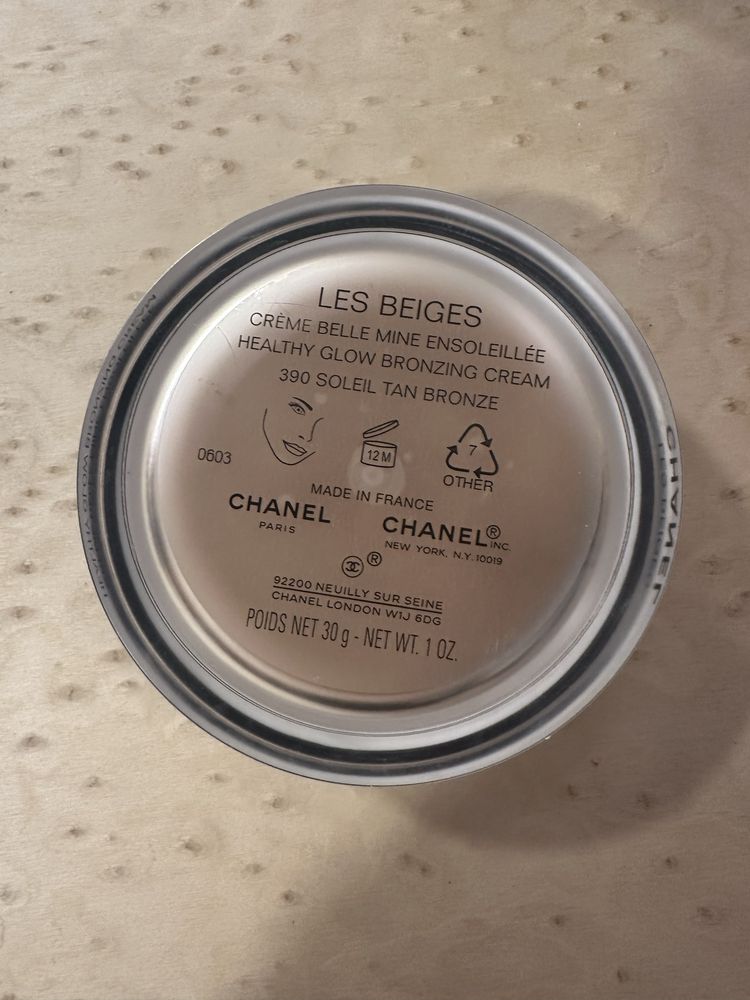 LES BEIGES
CRÈME BELLE MINE ENSOLEILLÉE
HEALTHY GLOW BRONZING CREAM
390 SOLEIL TAN BRONZE
0603
12 M
7
OTHER
MADE IN FRANCE
CHANEL
PARIS
CHANEL® INC.
NEW YORK, N.Y. 10019
®
92200 NEUILLY SUR SEINE
CHANEL LONDON W1J 6DG
POIDS NET 30 g - NET WT. 1 OZ.
CHANEL